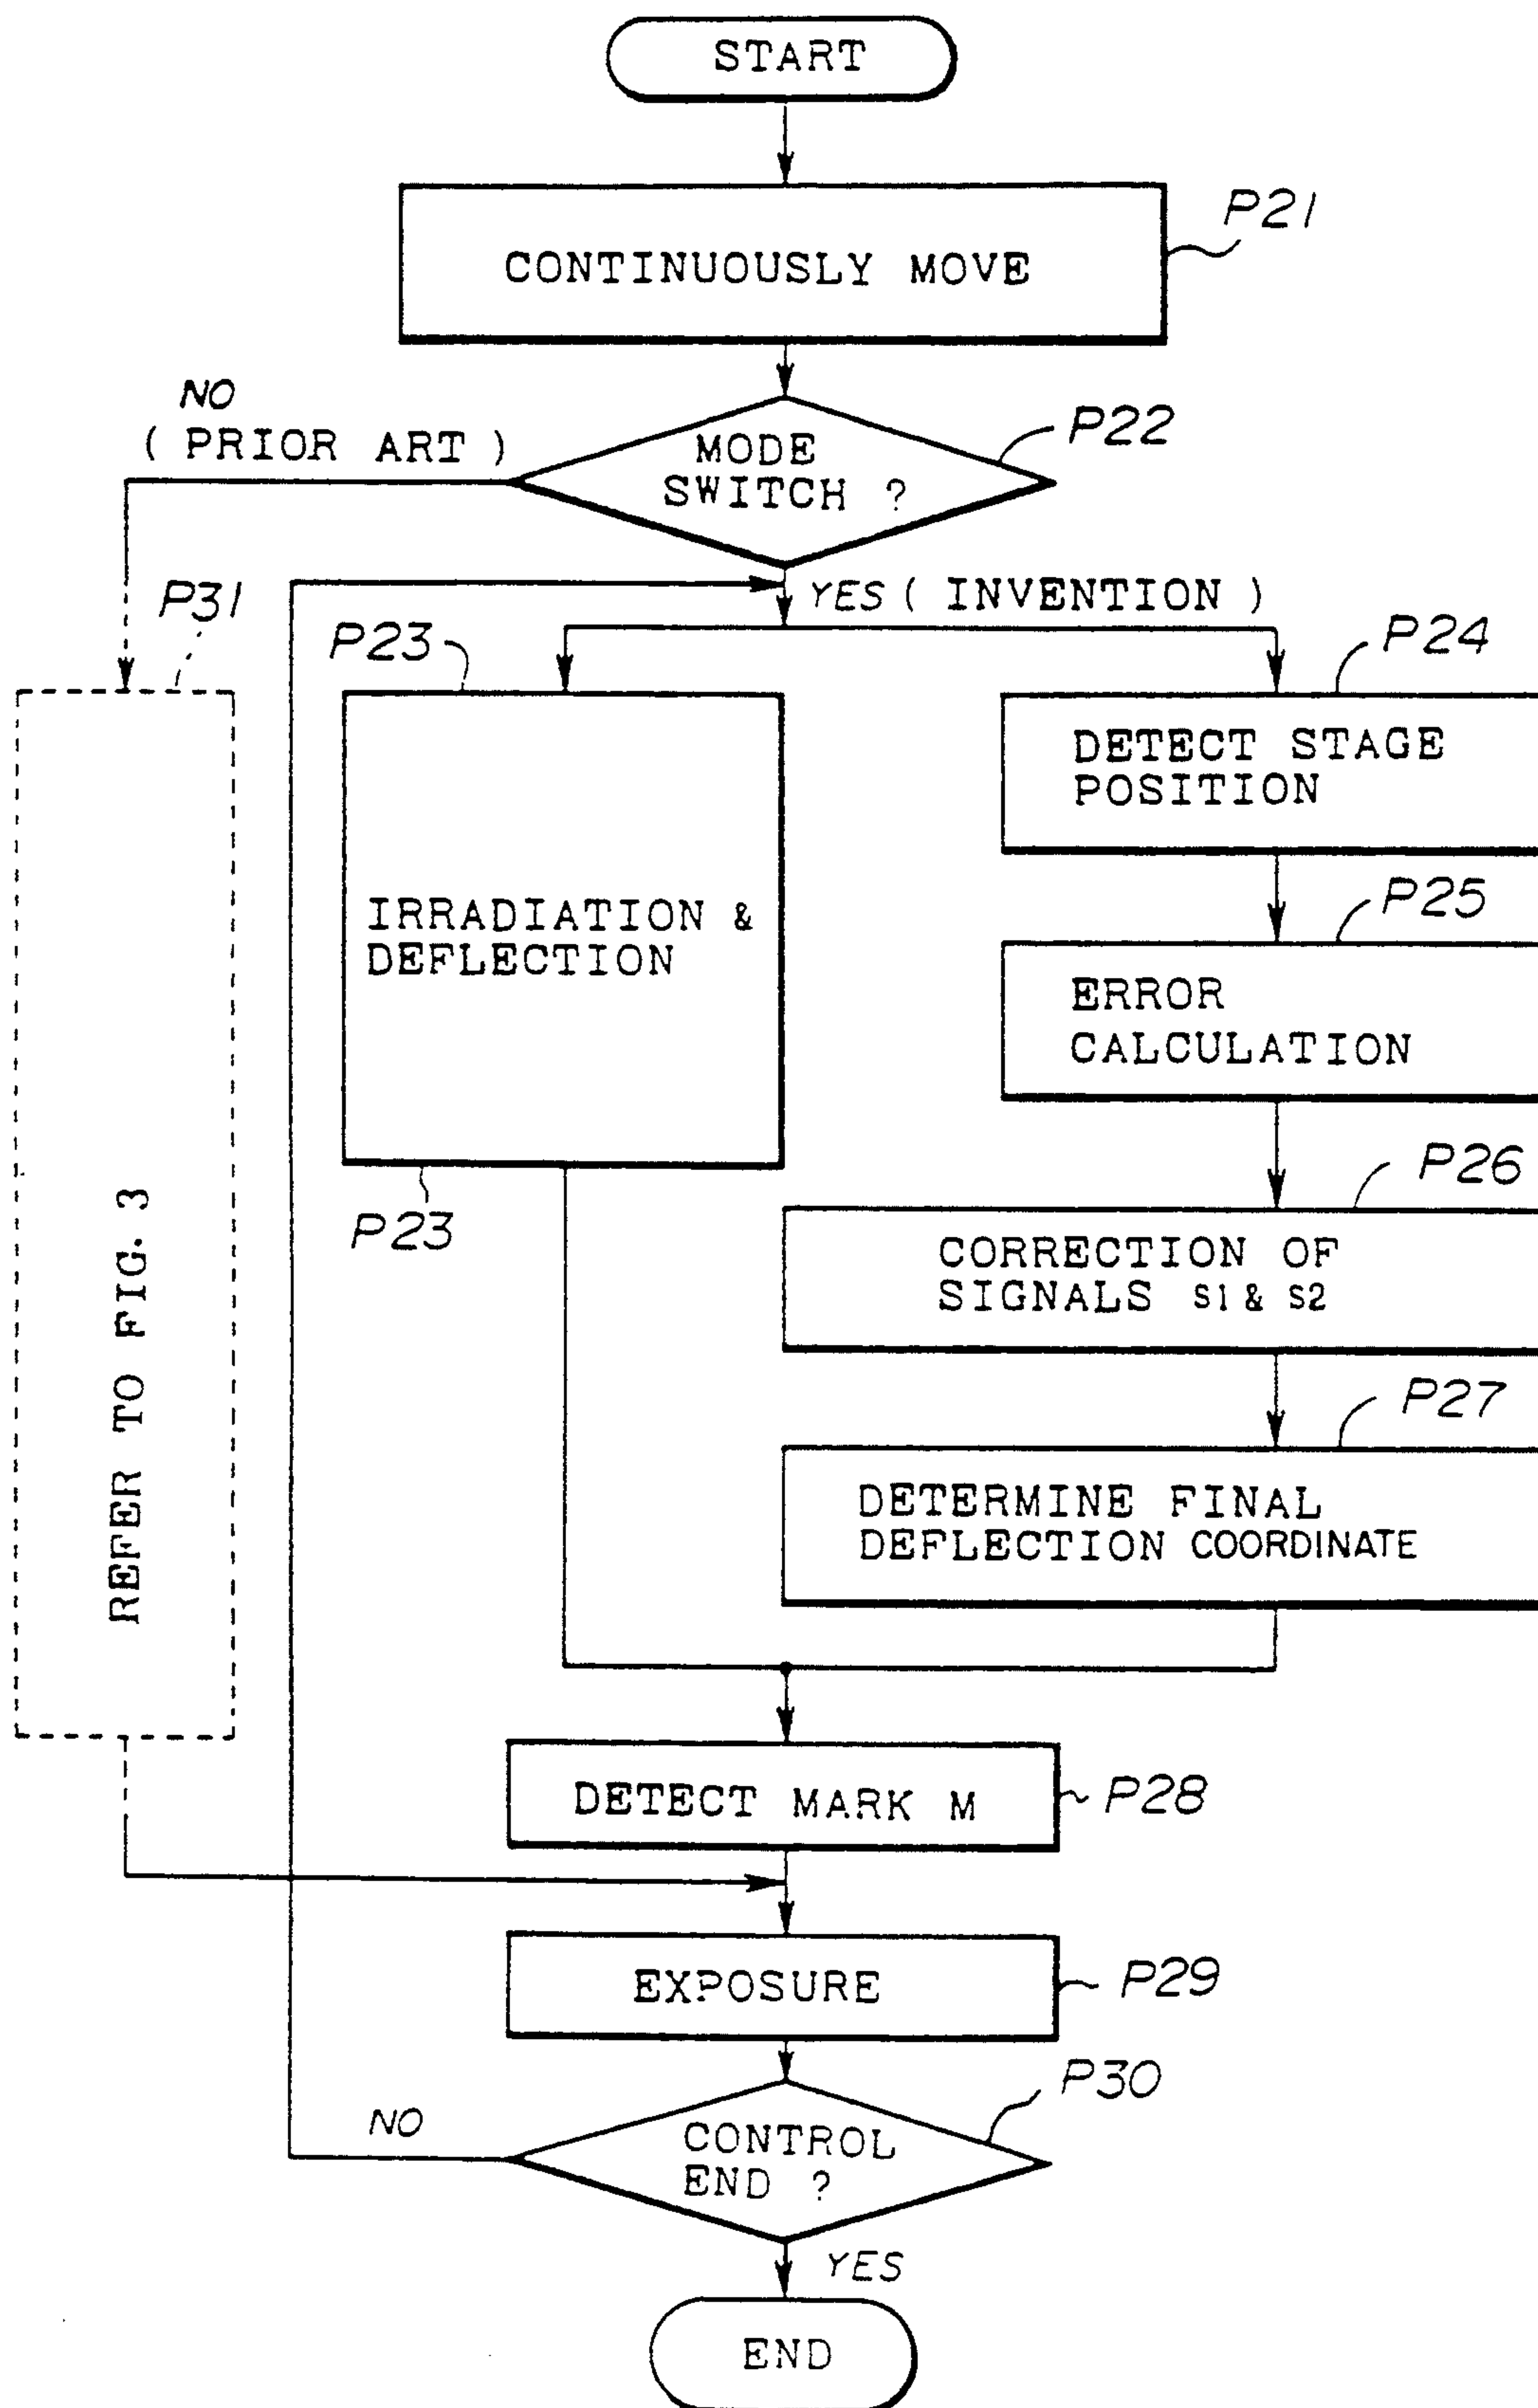 START
CONTINUOUSLY MOVE
P21
NO
( PRIOR ART )
MODE
SWITCH ?
P22
YES ( INVENTION )
P31
REFER TO FIG. 3
P23
IRRADIATION &
DEFLECTION
P23
P24
DETECT STAGE
POSITION
P25
ERROR
CALCULATION
P26
CORRECTION OF
SIGNALS S1 & S2
P27
DETERMINE FINAL
DEFLECTION COORDINATE
DETECT MARK M
P28
EXPOSURE
P29
P30
NO
CONTROL
END ?
YES
END